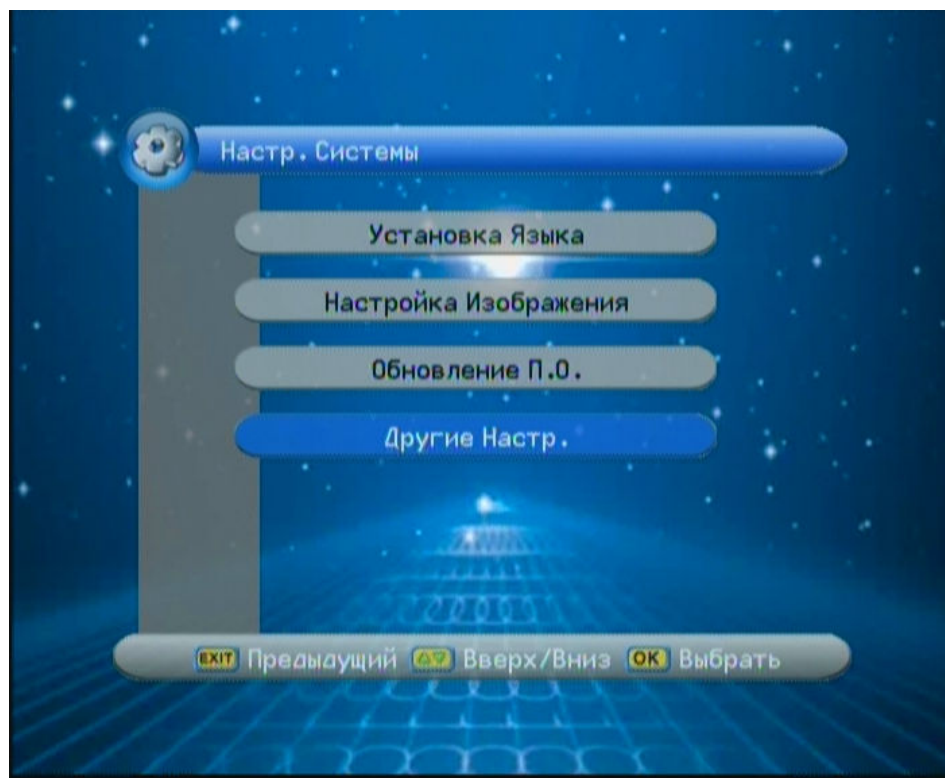 Настр. Системы
Установка Языка
Настройка Изображения
Обновление П.О.
Другие Настр.
EXIT Предыдущий Вверх/Вниз OK Выбрать